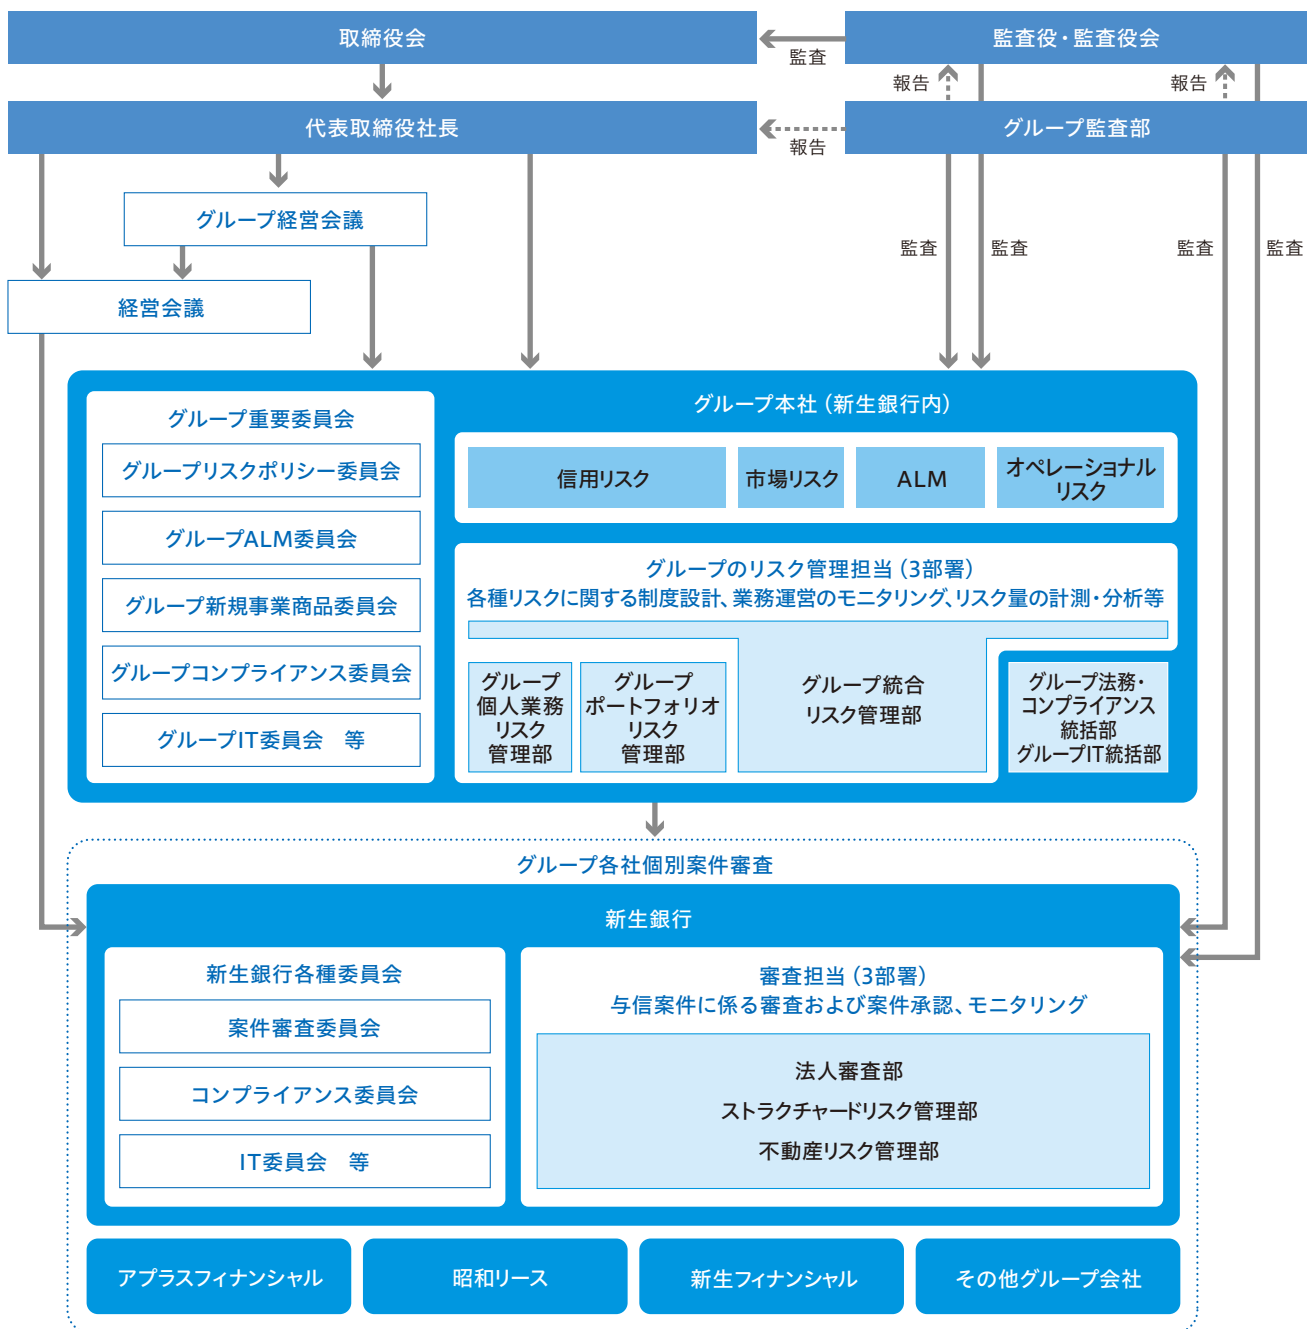 取締役会
監査役・監査役会
監査
報告
報告
代表取締役社長
グループ監査部
報告
グループ経営会議
監査
監査
監査
監査
経営会議
グループ本社（新生銀行内）
グループ重要委員会
グループリスクポリシー委員会
グループALM委員会
グループ新規事業商品委員会
グループコンプライアンス委員会
グループIT委員会　等
信用リスク
市場リスク
ALM
オペレーショナル
リスク
グループのリスク管理担当（3部署）
各種リスクに関する制度設計、業務運営のモニタリング、リスク量の計測・分析等
グループ
個人業務
リスク
管理部
グループ
ポートフォリオ
リスク
管理部
グループ統合
リスク管理部
グループ法務・
コンプライアンス
統括部
グループIT統括部
グループ各社個別案件審査
新生銀行
新生銀行各種委員会
案件審査委員会
コンプライアンス委員会
IT委員会　等
審査担当（3部署）
与信案件に係る審査および案件承認、モニタリング
法人審査部
ストラクチャードリスク管理部
不動産リスク管理部
アプラスフィナンシャル
昭和リース
新生フィナンシャル
その他グループ会社